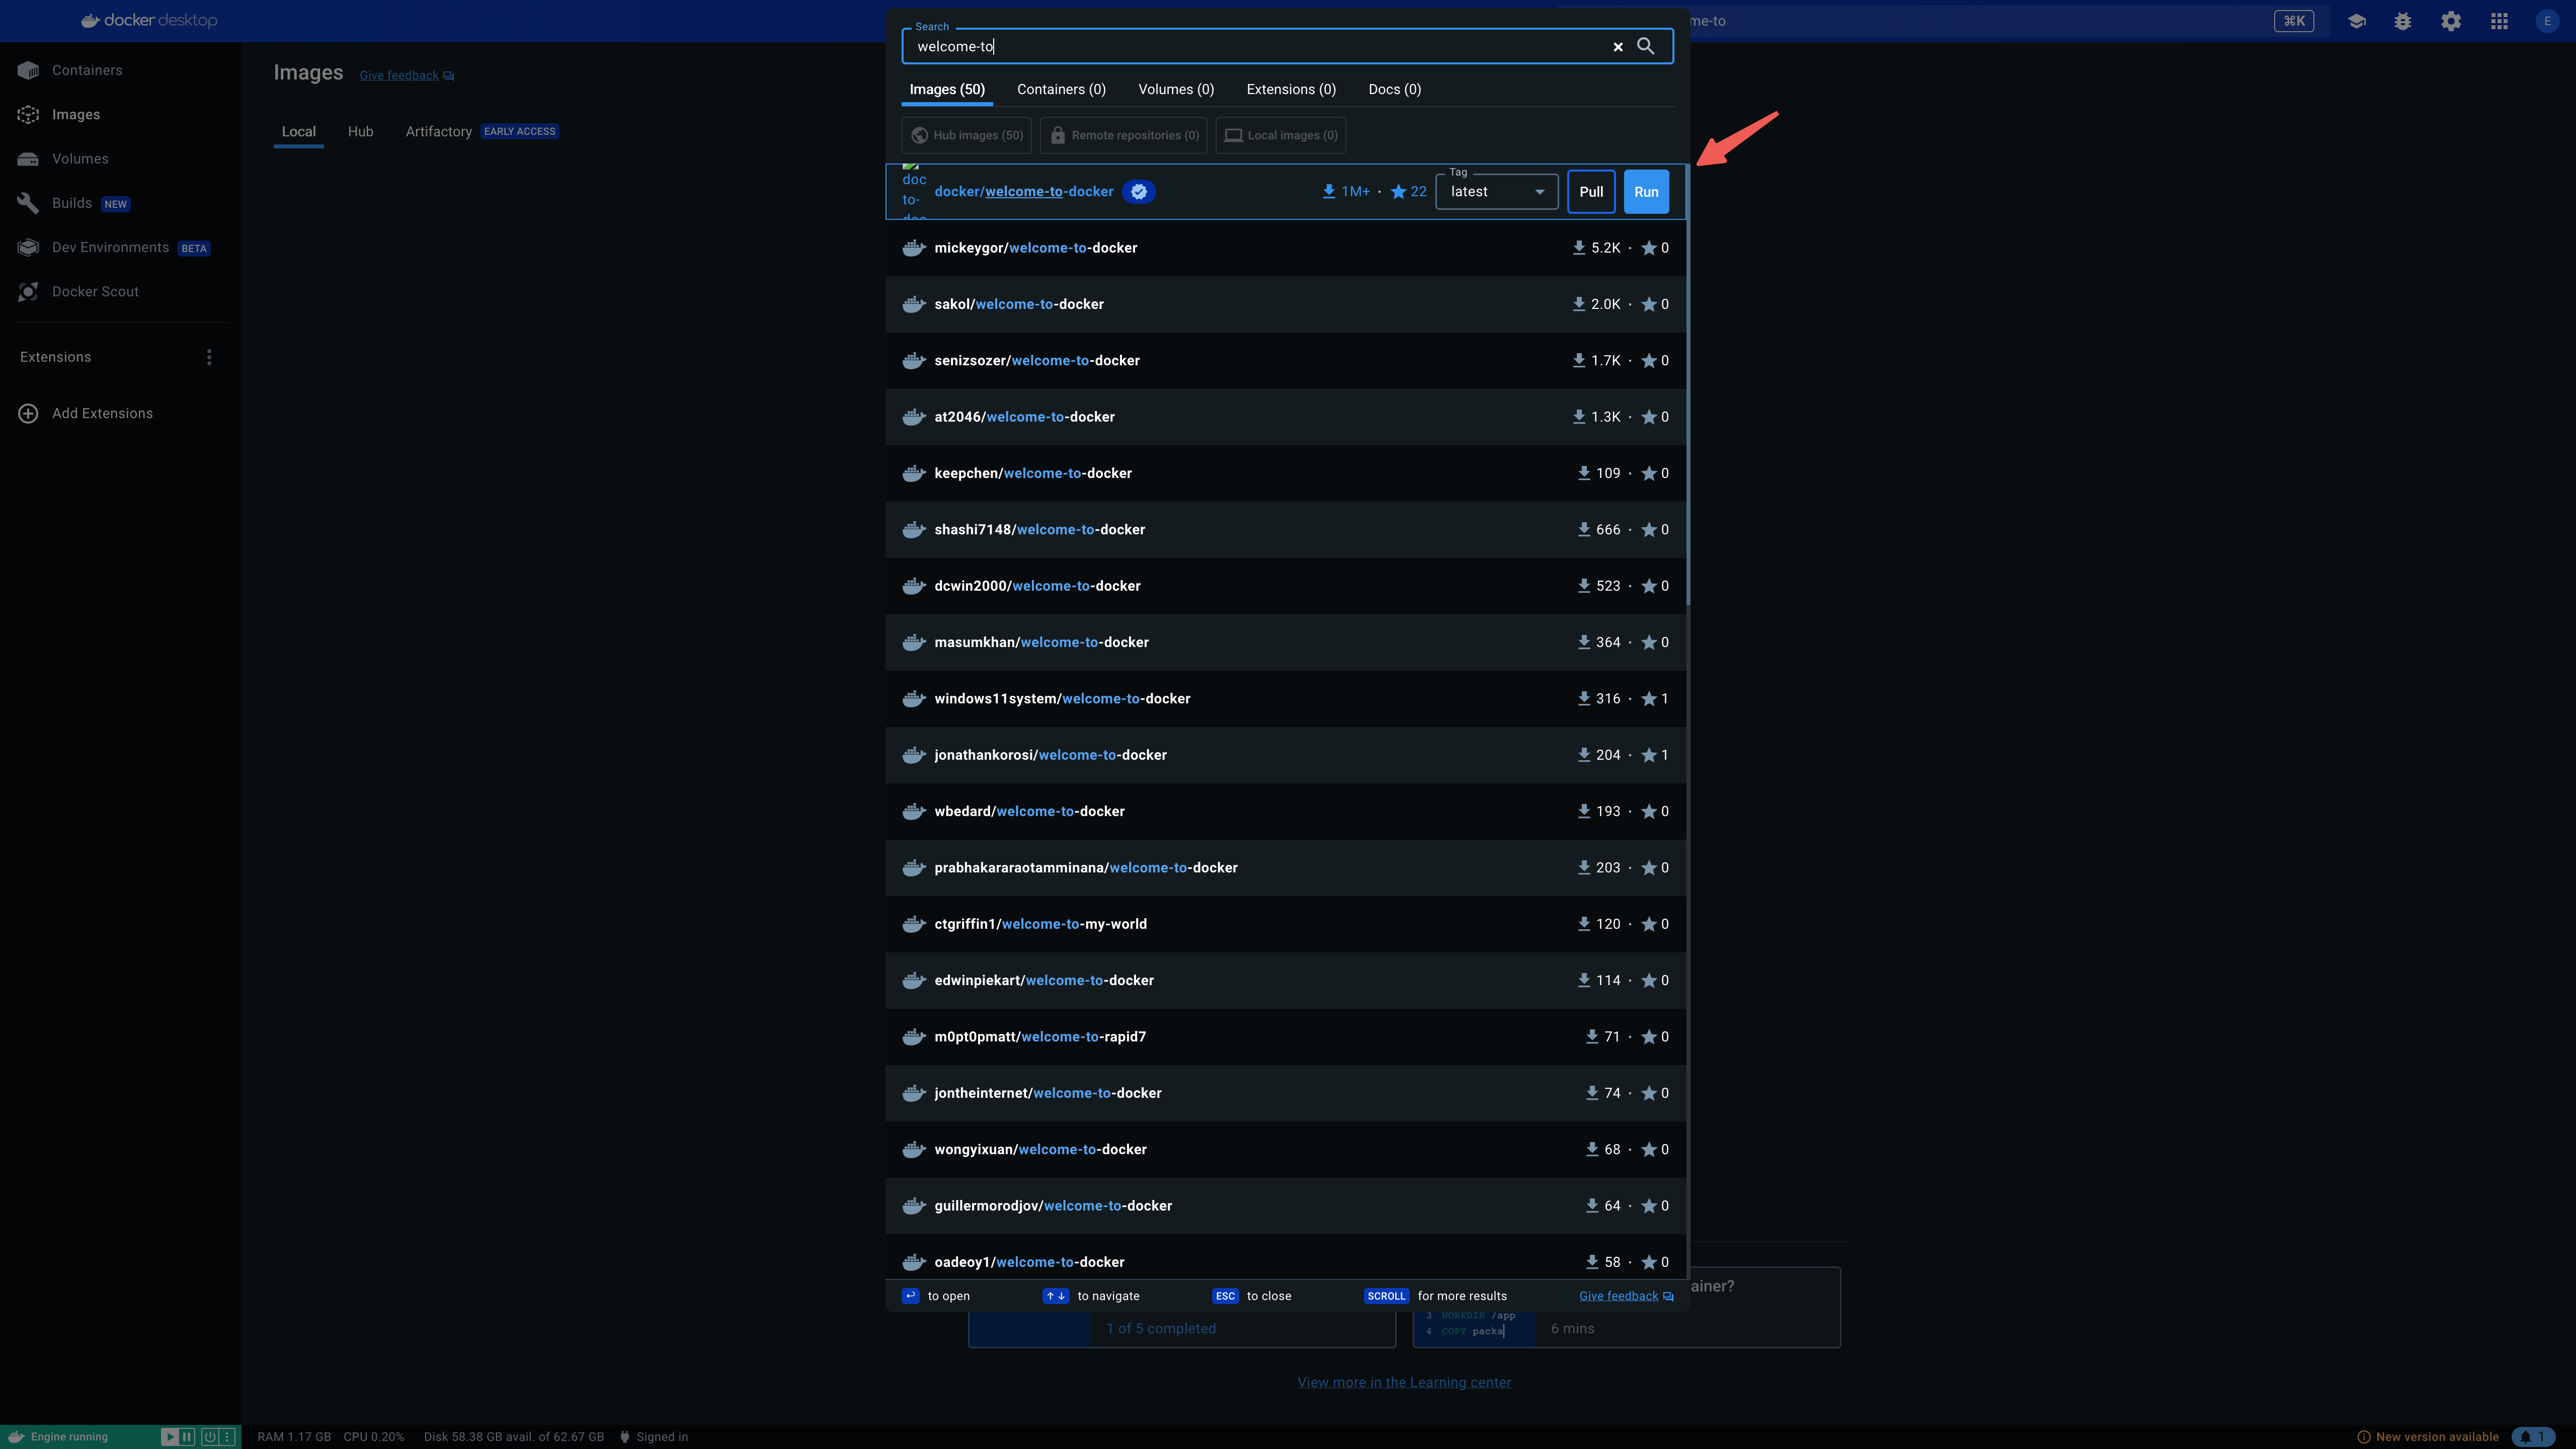 docker desktop
me-to
⌘K
E
Containers
Images
Volumes
Builds NEW
Dev Environments BETA
Docker Scout
Extensions
Add Extensions
Images Give feedback
Local Hub Artifactory EARLY ACCESS
Search
welcome-to
Images (50) Containers (0) Volumes (0) Extensions (0) Docs (0)
Hub images (50) Remote repositories (0) Local images (0)
doc
to-
doc
docker/welcome-to-docker 1M+ · 22 Tag latest Pull Run
mickeygor/welcome-to-docker 5.2K · 0
sakol/welcome-to-docker 2.0K · 0
senizsozer/welcome-to-docker 1.7K · 0
at2046/welcome-to-docker 1.3K · 0
keepchen/welcome-to-docker 109 · 0
shashi7148/welcome-to-docker 666 · 0
dcwin2000/welcome-to-docker 523 · 0
masumkhan/welcome-to-docker 364 · 0
windows11system/welcome-to-docker 316 · 1
jonathankorosi/welcome-to-docker 204 · 1
wbedard/welcome-to-docker 193 · 0
prabhakararaotamminana/welcome-to-docker 203 · 0
ctgriffin1/welcome-to-my-world 120 · 0
edwinpiekart/welcome-to-docker 114 · 0
m0pt0pmatt/welcome-to-rapid7 71 · 0
jontheinternet/welcome-to-docker 74 · 0
wongyixuan/welcome-to-docker 68 · 0
guillermorodjov/welcome-to-docker 64 · 0
oadeoy1/welcome-to-docker 58 · 0
to open ↑↓ to navigate ESC to close SCROLL for more results Give feedback
ainer?
3 WORKDIR /app
4 COPY packa
1 of 5 completed
6 mins
View more in the Learning center
Engine running RAM 1.17 GB CPU 0.20% Disk 58.38 GB avail. of 62.67 GB Signed in New version available 1